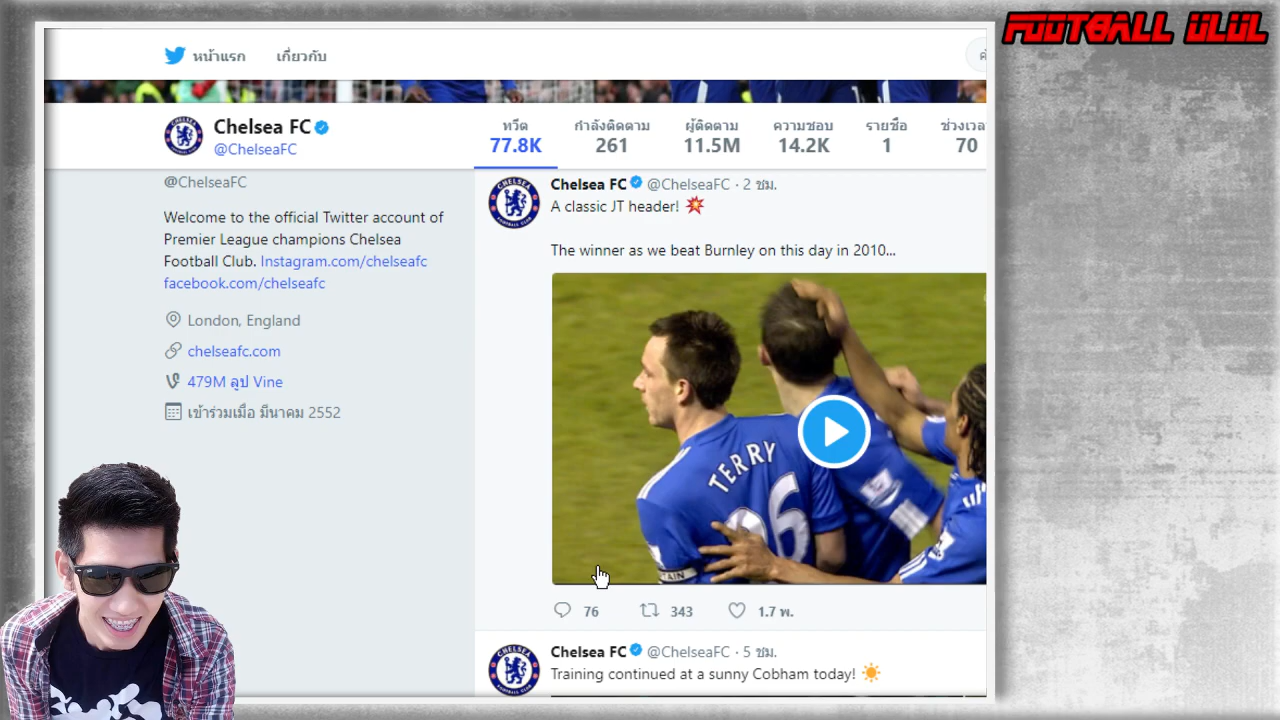 FOOTBALL ÜLÜL
หน้าแรก เกี่ยวกับ
Chelsea FC
@ChelseaFC
ทวีต กำลังติดตาม ผู้ติดตาม ความชอบ รายชื่อ ช่วงเวลา
77.8K 261 11.5M 14.2K 1 70
@ChelseaFC
Welcome to the official Twitter account of
Premier League champions Chelsea
Football Club. Instagram.com/chelseafc
facebook.com/chelseafc
London, England
chelseafc.com
479M ลูป Vine
เข้าร่วมเมื่อ มีนาคม 2552
Chelsea FC @ChelseaFC · 2 ชม.
A classic JT header! 💥
The winner as we beat Burnley on this day in 2010...
TERRY
26
76 343 1.7 พ.
Chelsea FC @ChelseaFC · 5 ชม.
Training continued at a sunny Cobham today! ☀